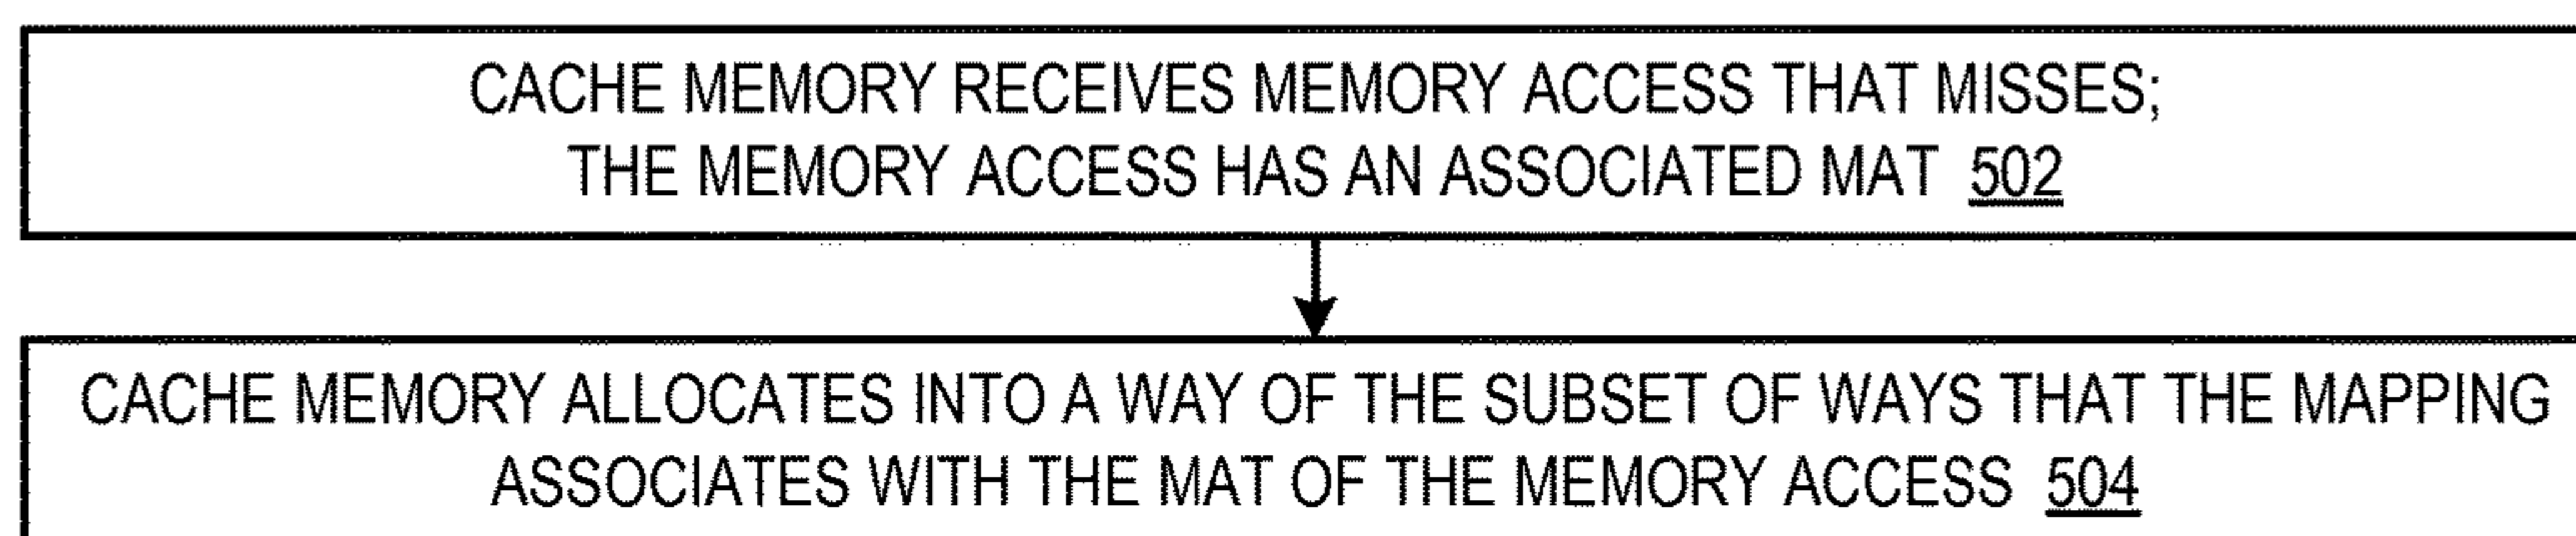 CACHE MEMORY RECEIVES MEMORY ACCESS THAT MISSES;
THE MEMORY ACCESS HAS AN ASSOCIATED MAT 502
CACHE MEMORY ALLOCATES INTO A WAY OF THE SUBSET OF WAYS THAT THE MAPPING
ASSOCIATES WITH THE MAT OF THE MEMORY ACCESS 504